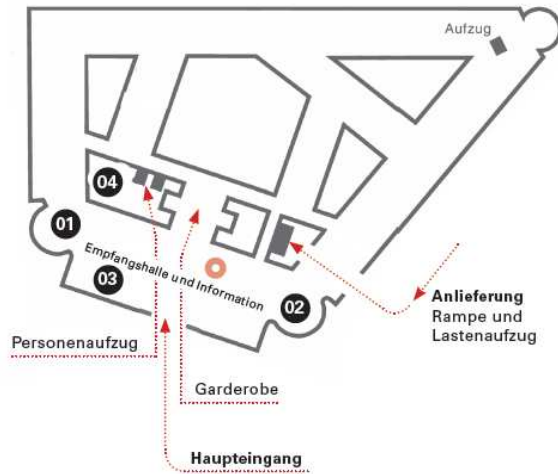 Aufzug
04
01
Empfangshalle und Information
03
02
Anlieferung
Rampe und
Lastenaufzug
Personenaufzug
Garderobe
Haupteingang